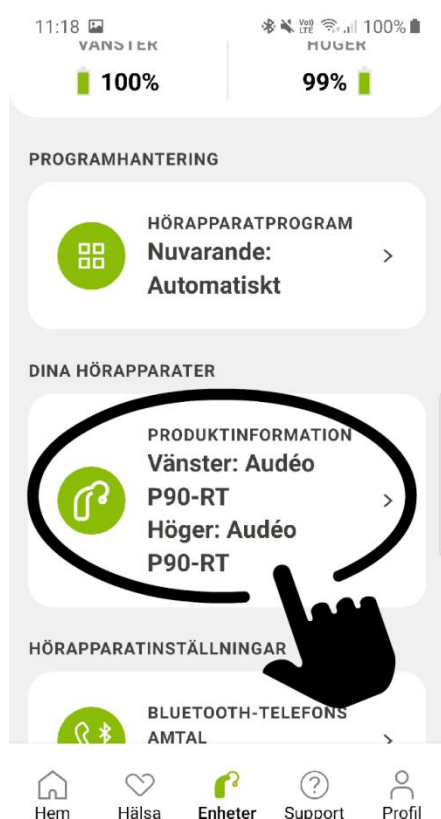 11:18 100%
VÄNSTER HÖGER
100% 99%
PROGRAMHANTERING
HÖRAPPARATPROGRAM
Nuvarande:
Automatiskt
DINA HÖRAPPARATER
PRODUKTINFORMATION
Vänster: Audéo
P90-RT
Höger: Audéo
P90-RT
HÖRAPPARATINSTÄLLNINGAR
BLUETOOTH-TELEFONS
AMTAL
Hem Hälsa Enheter Support Profil